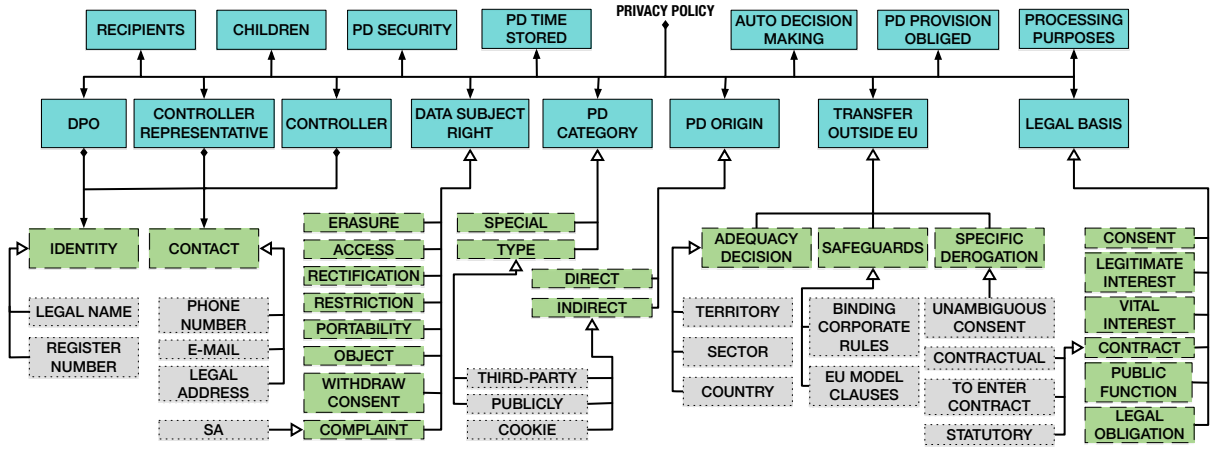 PRIVACY POLICY
RECIPIENTS
CHILDREN
PD SECURITY
PD TIME
STORED
AUTO DECISION
MAKING
PD PROVISION
OBLIGED
PROCESSING
PURPOSES
DPO
CONTROLLER
REPRESENTATIVE
CONTROLLER
DATA SUBJECT
RIGHT
PD
CATEGORY
PD ORIGIN
TRANSFER
OUTSIDE EU
LEGAL BASIS
IDENTITY
CONTACT
LEGAL NAME
REGISTER
NUMBER
PHONE
NUMBER
E-MAIL
LEGAL
ADDRESS
SA
ERASURE
ACCESS
RECTIFICATION
RESTRICTION
PORTABILITY
OBJECT
WITHDRAW
CONSENT
COMPLAINT
SPECIAL
TYPE
DIRECT
INDIRECT
THIRD-PARTY
PUBLICLY
COOKIE
ADEQUACY
DECISION
SAFEGUARDS
SPECIFIC
DEROGATION
TERRITORY
SECTOR
COUNTRY
BINDING
CORPORATE
RULES
EU MODEL
CLAUSES
UNAMBIGUOUS
CONSENT
CONTRACTUAL
TO ENTER
CONTRACT
STATUTORY
CONSENT
LEGITIMATE
INTEREST
VITAL
INTEREST
CONTRACT
PUBLIC
FUNCTION
LEGAL
OBLIGATION